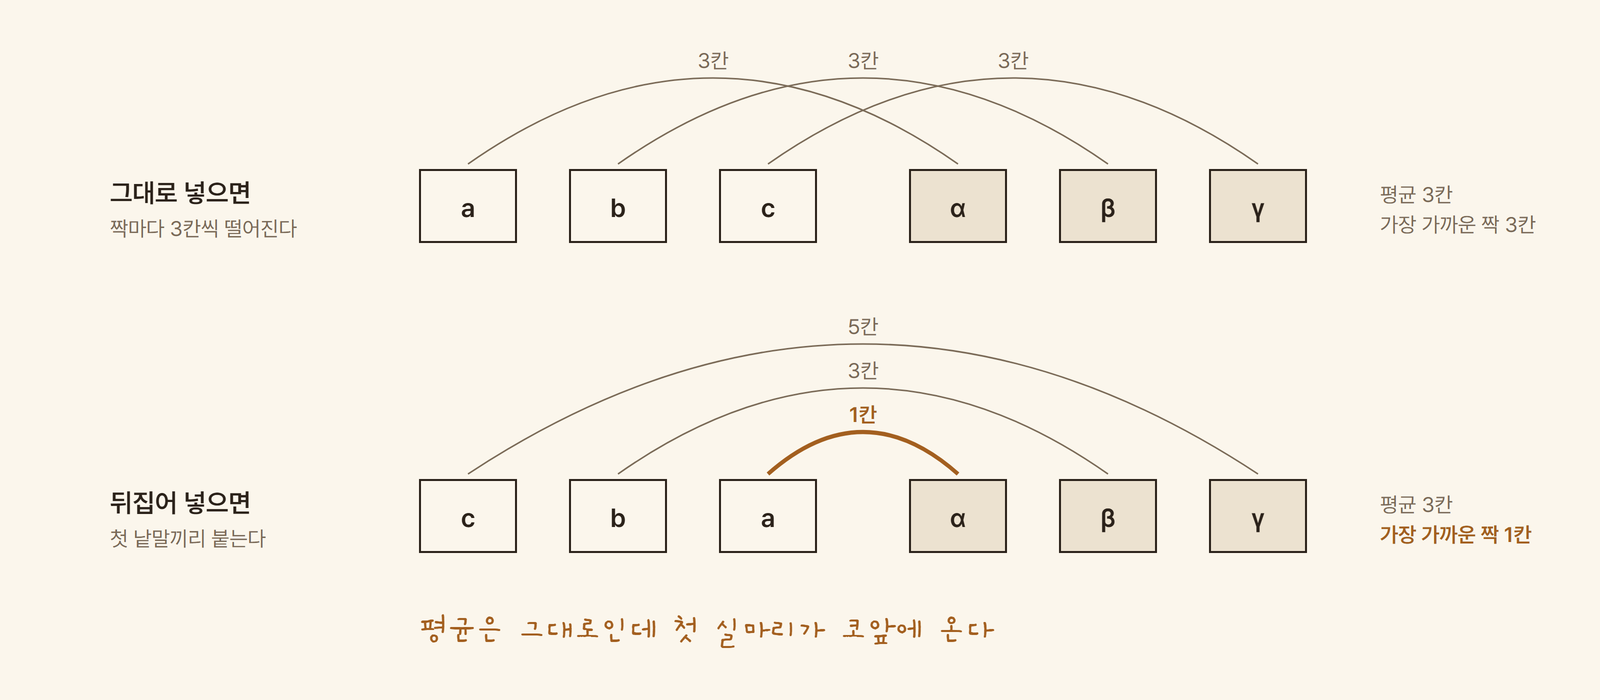 3칸 3칸 3칸
그대로 넣으면
짝마다 3칸씩 떨어진다
a b c α β γ
평균 3칸
가장 가까운 짝 3칸
5칸
3칸
1칸
뒤집어 넣으면
첫 낱말끼리 붙는다
c b a α β γ
평균 3칸
가장 가까운 짝 1칸
평균은 그대로인데 첫 실마리가 코앞에 온다